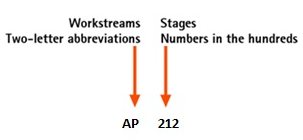 Workstreams Stages
Two-letter abbreviations Numbers in the hundreds
AP 212